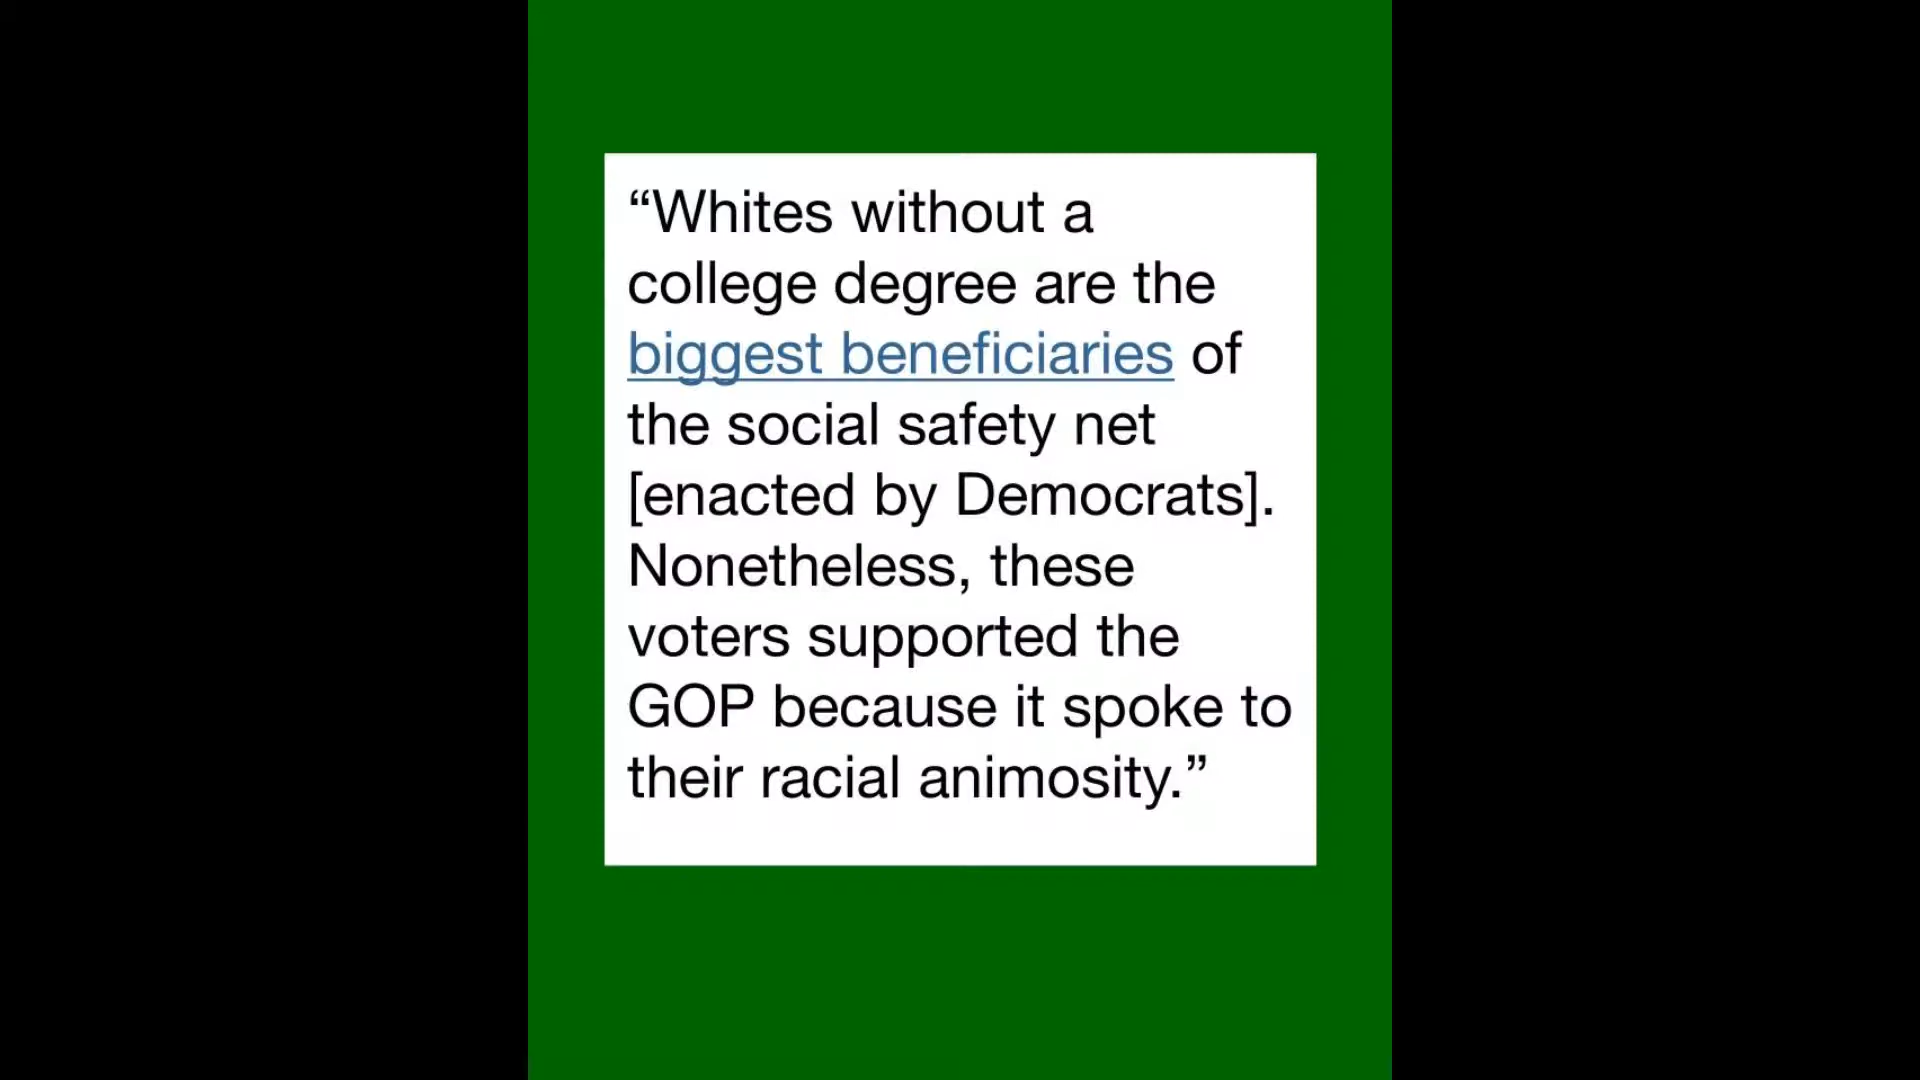 “Whites without a
college degree are the
biggest beneficiaries of
the social safety net
[enacted by Democrats].
Nonetheless, these
voters supported the
GOP because it spoke to
their racial animosity.”